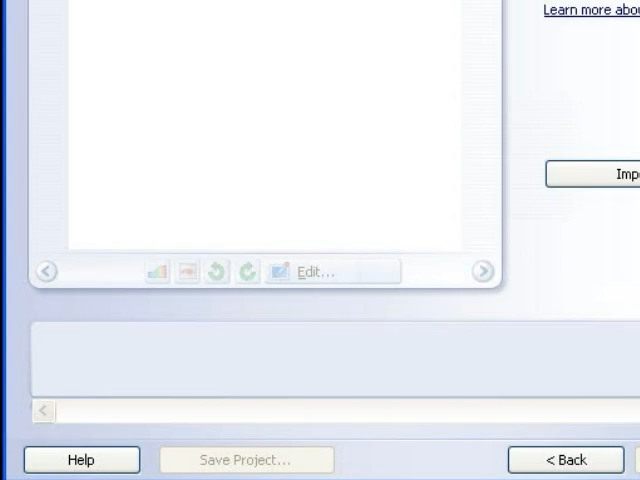 Learn more abou
Imp
Edit...
Help
Save Project...
< Back